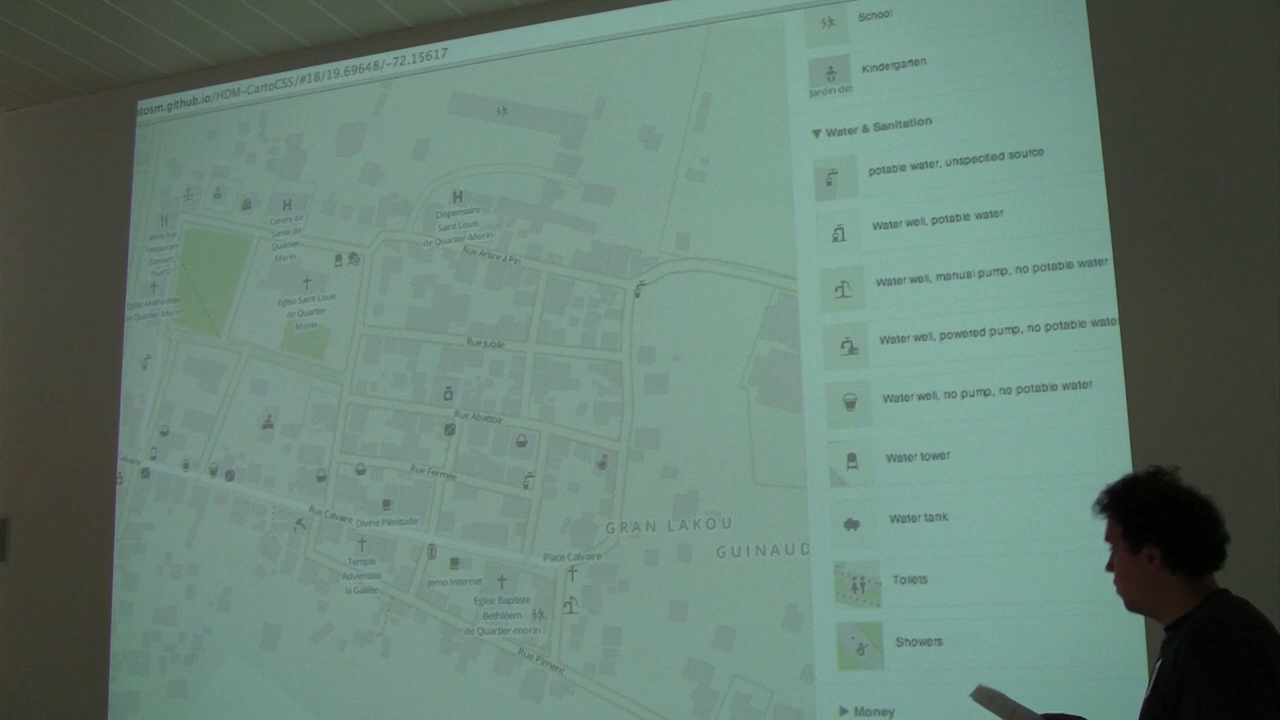 tosm.github.io/HDM-CartoCSS/#18/19.69648/-72.15617
School
Kindergarten
Jardin de
Water & Sanitation
potable water, unspecified source
Water well, potable water
Water well, manual pump, no potable water
Water well, powered pump, no potable wate
Water well, no pump, no potable water
Water tower
Water tank
Toilets
Showers
Money
H
H
Centre de
Sante de
Quartier
Morin
Dispensaire
Saint Louis
de Quartier-Morin
Rue Arbre à Pin
Eglise Methodiste
de Quartier-Morin
Eglise Saint-Louis
de Quartier
Morin
Rue Jubile
Rue Abattoir
Rue Fermée
Rue Calvaire
Divine Plenitude
GRAN LAKOU
GUINAUD
Place Calvaire
Temple
Adventiste
la Galilée
Jemo Internet
Eglise Baptiste
Bethléem
de Quartier-morin
Rue Piment